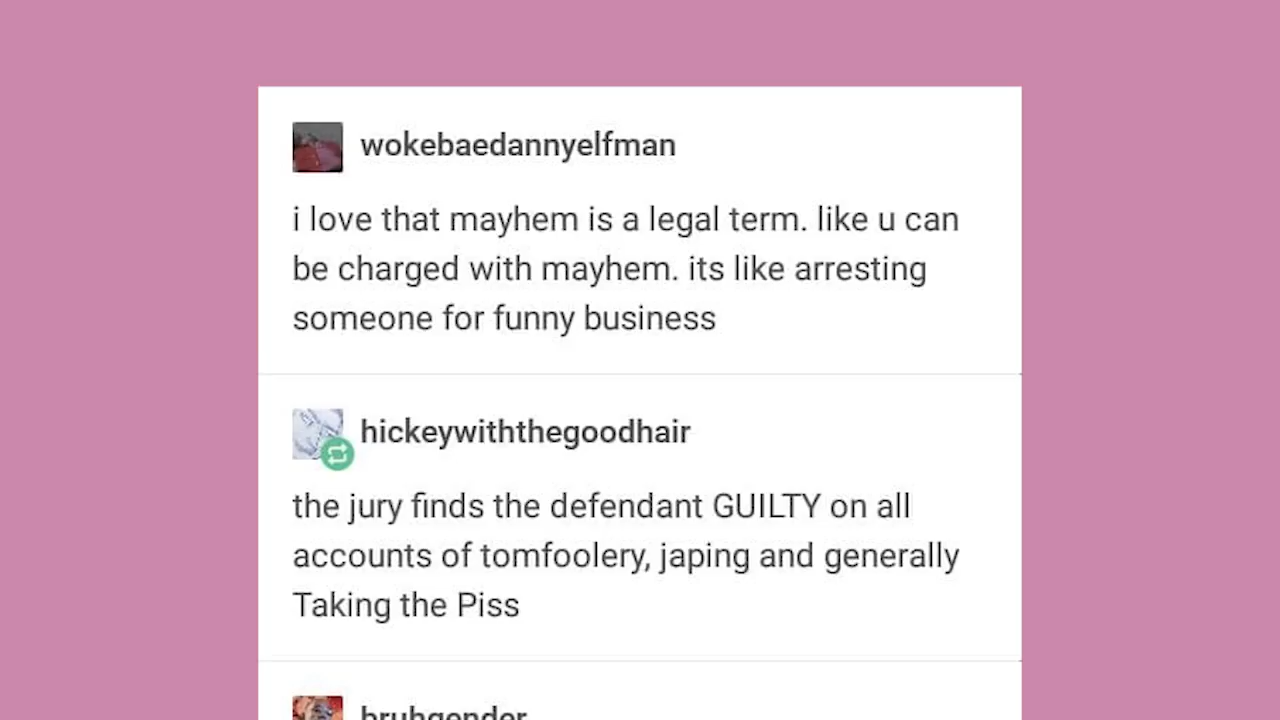 wokebaedannyelfman
i love that mayhem is a legal term. like u can
be charged with mayhem. its like arresting
someone for funny business
hickeywiththegoodhair
the jury finds the defendant GUILTY on all
accounts of tomfoolery, japing and generally
Taking the Piss
bruhgender